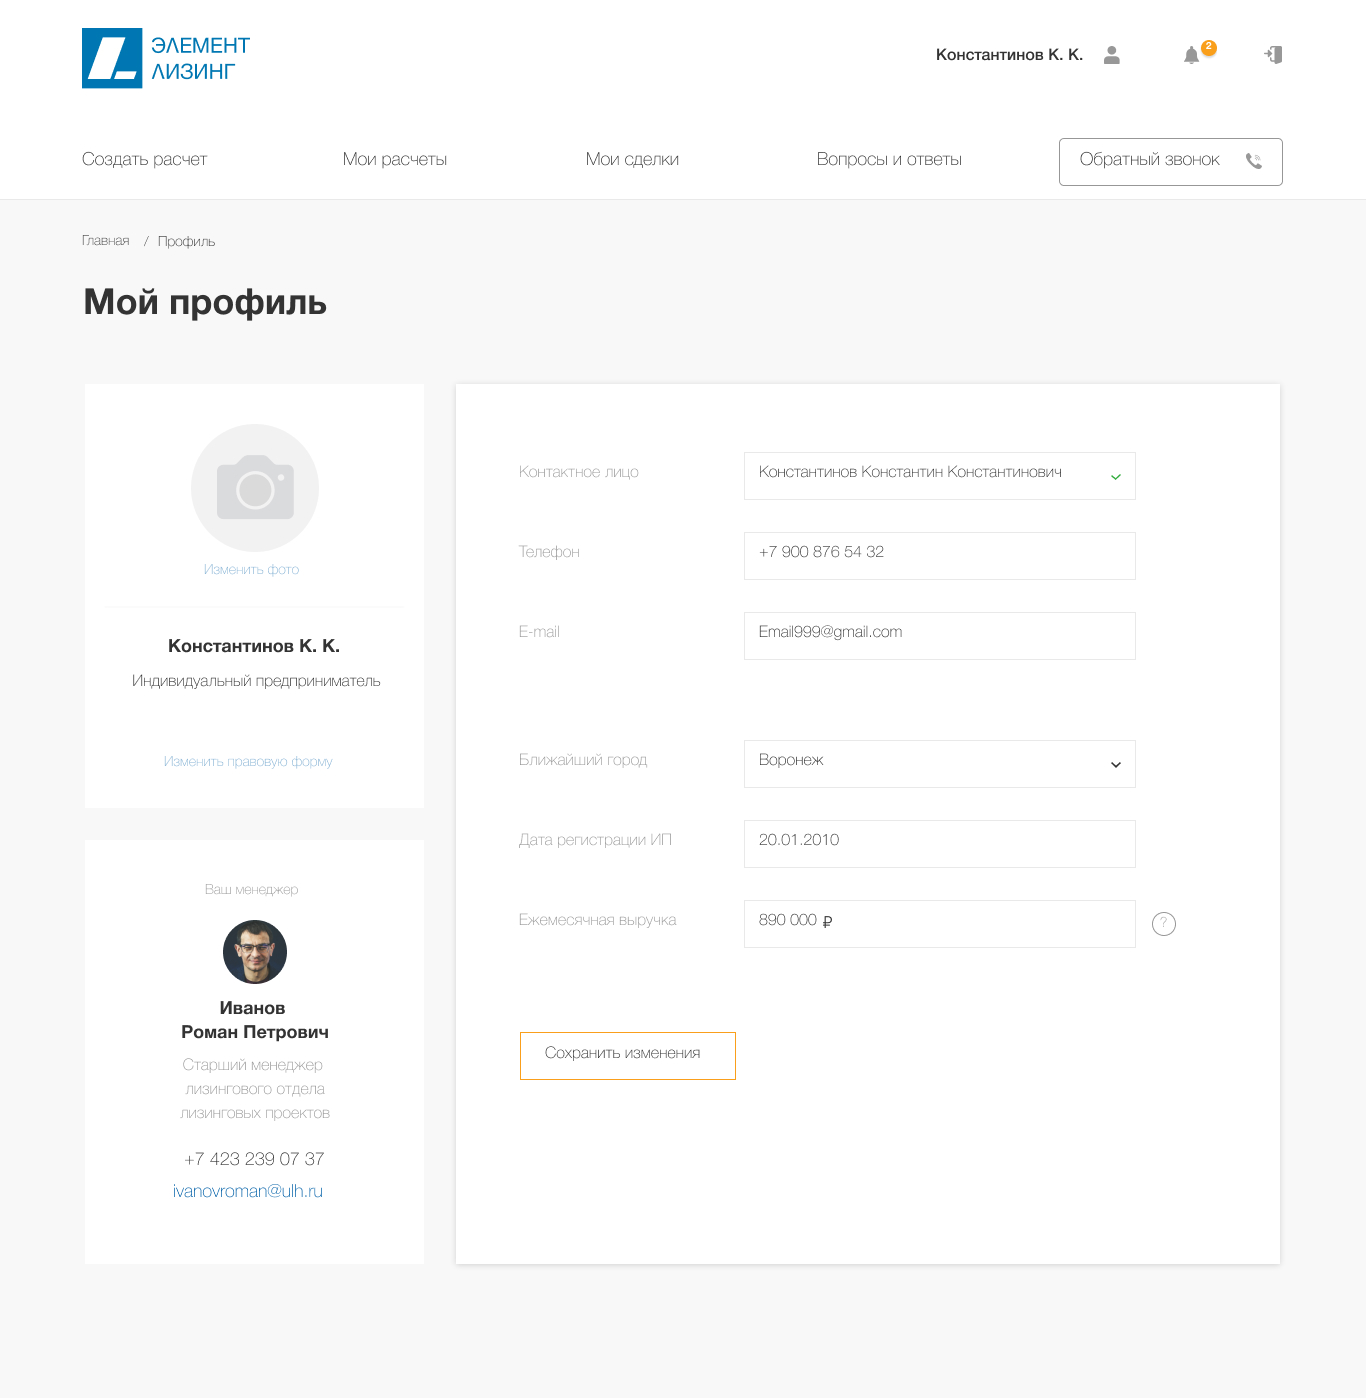 ЭЛЕМЕНТ
ЛИЗИНГ
Константинов К. К.
2
Создать расчет
Мои расчеты
Мои сделки
Вопросы и ответы
Обратный звонок
Главная / Профиль
Мой профиль
Изменить фото
Константинов К. К.
Индивидуальный предприниматель
Изменить правовую форму
Ваш менеджер
Иванов
Роман Петрович
Старший менеджер
лизингового отдела
лизинговых проектов
+7 423 239 07 37
ivanovroman@ulh.ru
Контактное лицо
Константинов Константин Константинович
Телефон
+7 900 876 54 32
E-mail
Email999@gmail.com
Ближайший город
Воронеж
Дата регистрации ИП
20.01.2010
Ежемесячная выручка
890 000 ₽
?
Сохранить изменения